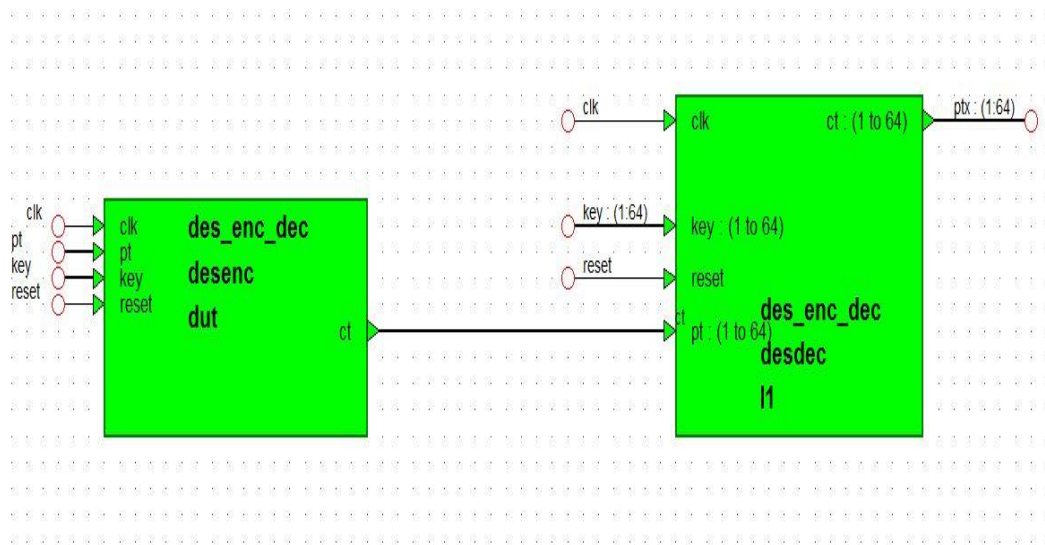 clk
pt
key
reset
clk
pt
key
reset
des_enc_dec
desenc
dut
ct
clk
key : (1:64)
reset
ct
clk
key : (1 to 64)
reset
pt : (1 to 64)
ct : (1 to 64)
des_enc_dec
desdec
I1
ptx : (1:64)